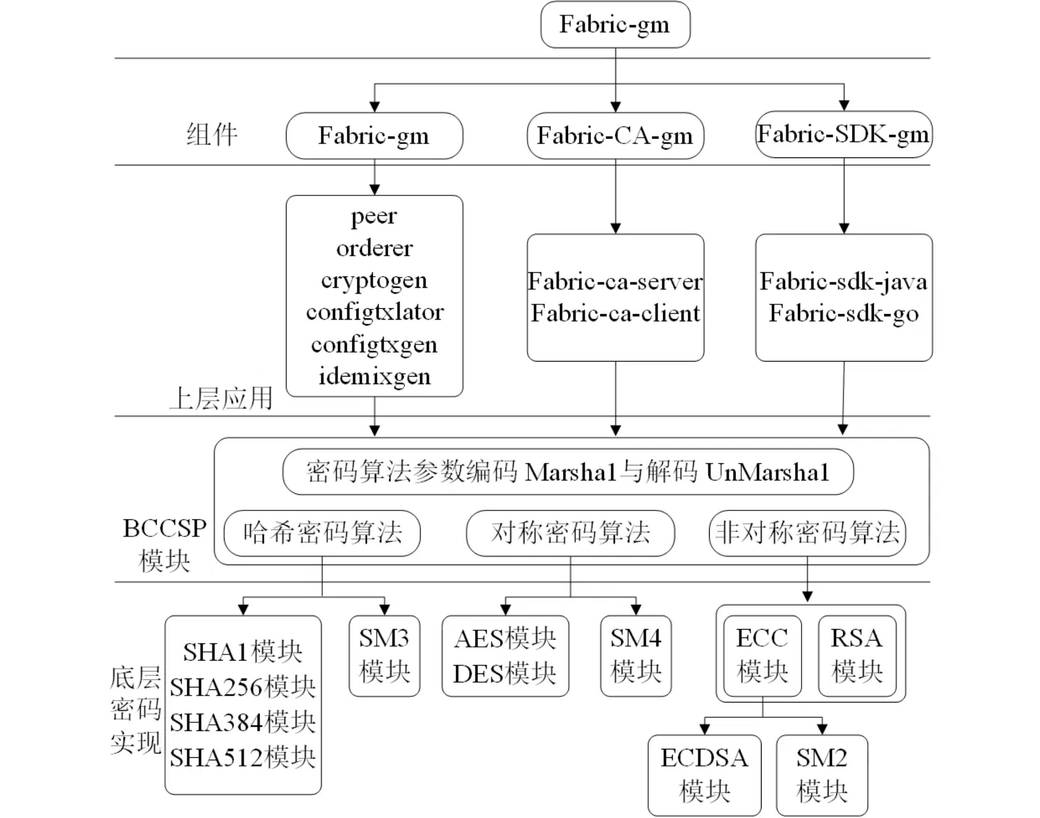 Fabric-gm
组件
Fabric-gm
Fabric-CA-gm
Fabric-SDK-gm
peer
orderer
cryptogen
configtxlator
configtxgen
idemixgen
Fabric-ca-server
Fabric-ca-client
Fabric-sdk-java
Fabric-sdk-go
上层应用
密码算法参数编码 Marsha1与解码 UnMarsha1
BCCSP
模块
哈希密码算法
对称密码算法
非对称密码算法
底层
密码
实现
SHA1模块
SHA256模块
SHA384模块
SHA512模块
SM3
模块
AES模块
DES模块
SM4
模块
ECC
模块
RSA
模块
ECDSA
模块
SM2
模块